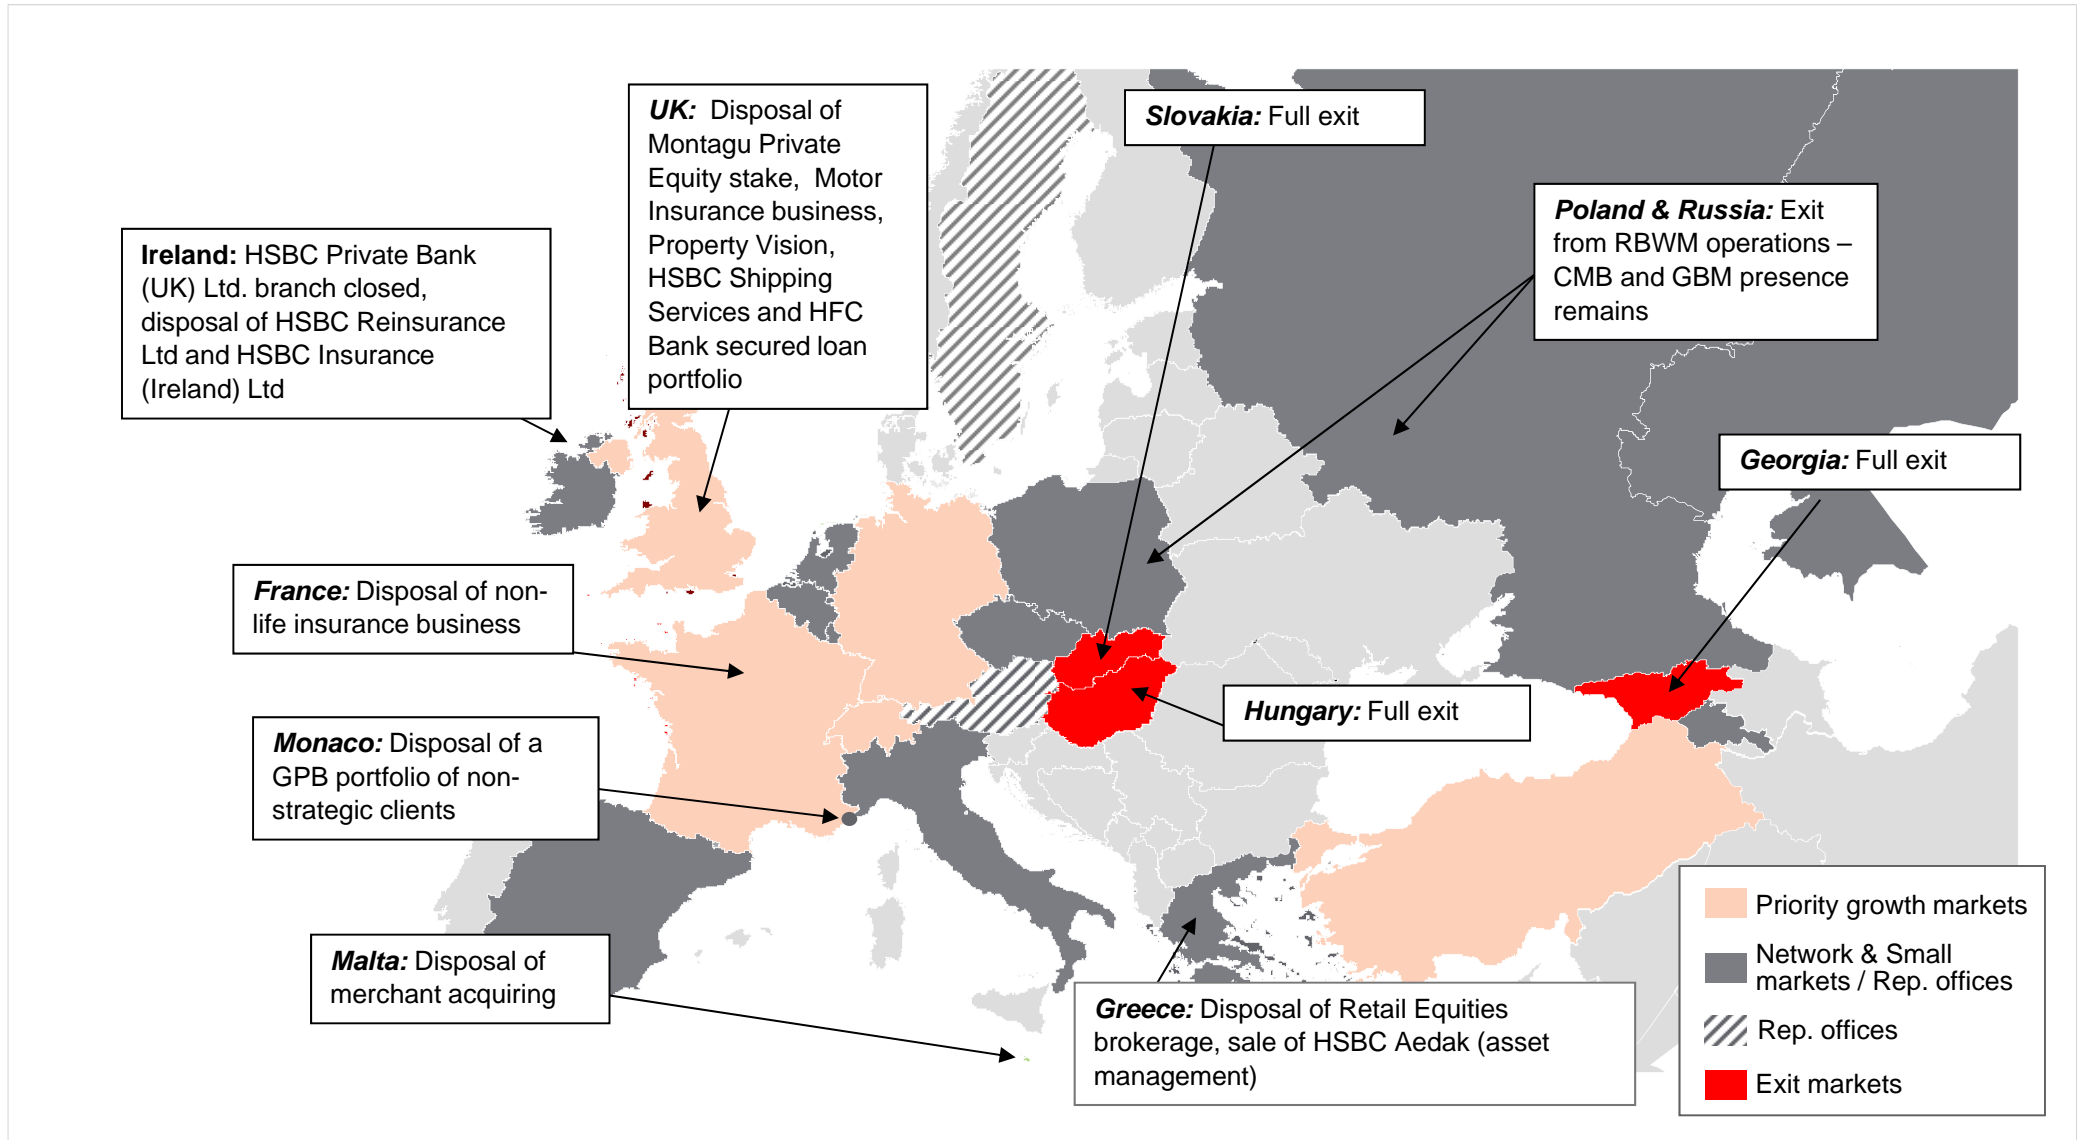 UK: Disposal of
Montagu Private
Equity stake, Motor
Insurance business,
Property Vision,
HSBC Shipping
Services and HFC
Bank secured loan
portfolio
Slovakia: Full exit
Poland & Russia: Exit
from RBWM operations –
CMB and GBM presence
remains
Ireland: HSBC Private Bank
(UK) Ltd. branch closed,
disposal of HSBC Reinsurance
Ltd and HSBC Insurance
(Ireland) Ltd
Georgia: Full exit
France: Disposal of non-
life insurance business
Hungary: Full exit
Monaco: Disposal of a
GPB portfolio of non-
strategic clients
Malta: Disposal of
merchant acquiring
Greece: Disposal of Retail Equities
brokerage, sale of HSBC Aedak (asset
management)
Priority growth markets
Network & Small
markets / Rep. offices
Rep. offices
Exit markets